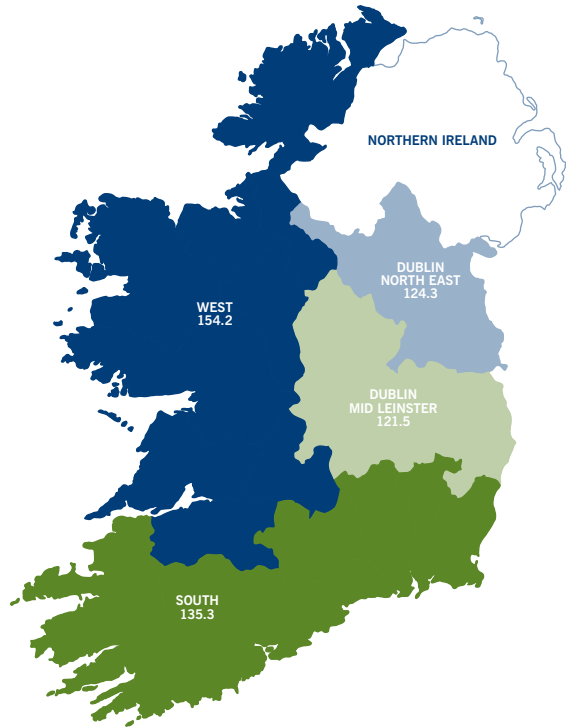 NORTHERN IRELAND
DUBLIN
NORTH EAST
124.3
WEST
154.2
DUBLIN
MID LEINSTER
121.5
SOUTH
135.3